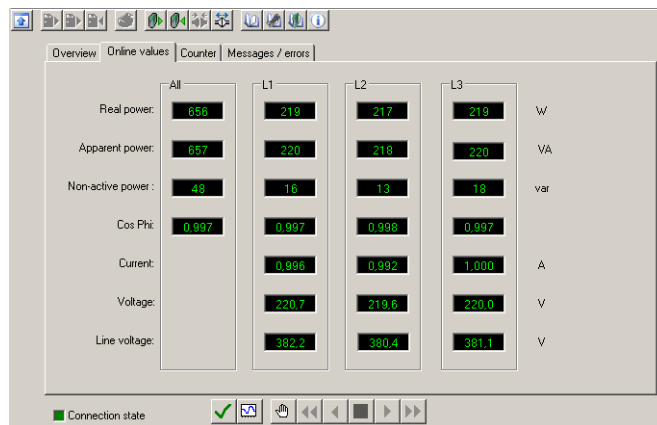 Overview Online values Counter Messages / errors
All L1 L2 L3
Real power: 656 219 217 219 W
Apparent power: 657 220 218 220 VA
Non-active power : 48 16 13 18 var
Cos Phi: 0,997 0,997 0,998 0,997
Current: 0,996 0,992 1,000 A
Voltage: 220,7 219,6 220,0 V
Line voltage: 382,2 380,4 381,1 V
Connection state